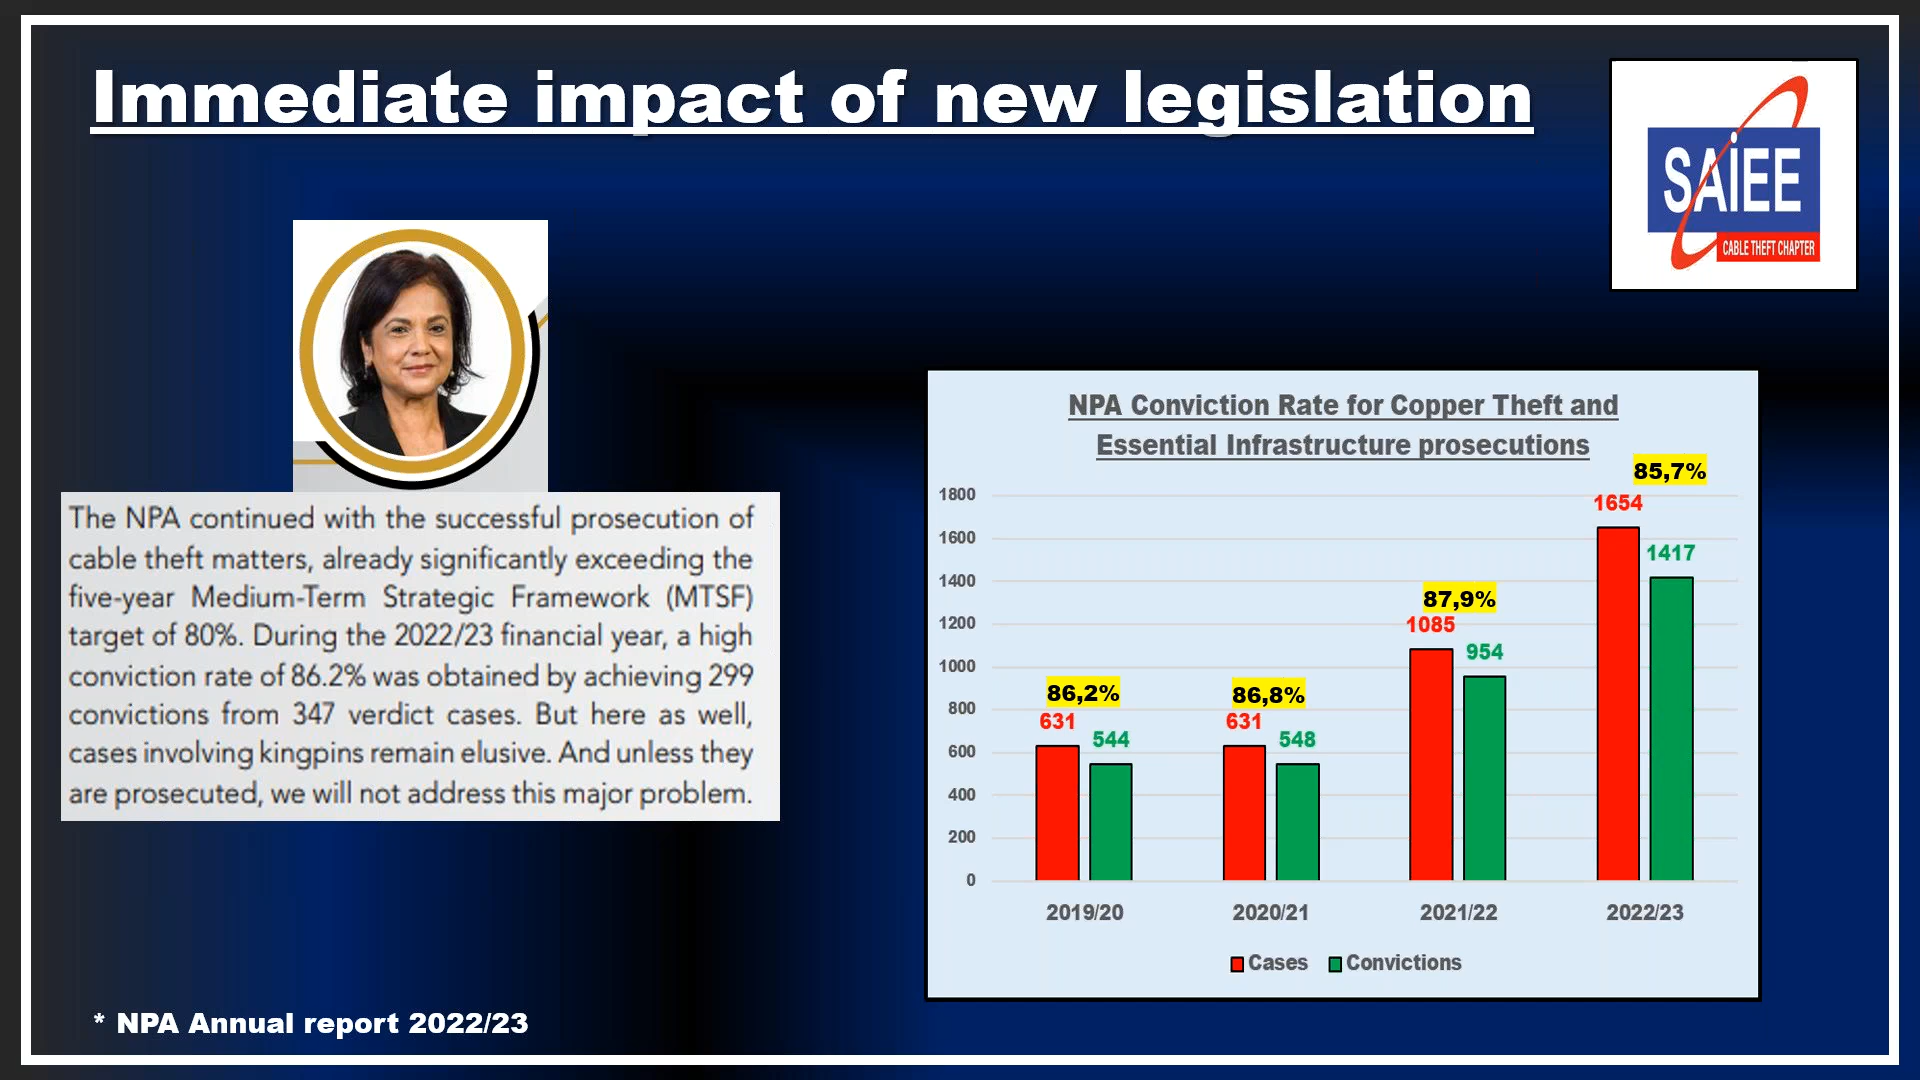 Immediate impact of new legislation
SAIEE
CABLE THEFT CHAPTER
The NPA continued with the successful prosecution of
cable theft matters, already significantly exceeding the
five-year Medium-Term Strategic Framework (MTSF)
target of 80%. During the 2022/23 financial year, a high
conviction rate of 86.2% was obtained by achieving 299
convictions from 347 verdict cases. But here as well,
cases involving kingpins remain elusive. And unless they
are prosecuted, we will not address this major problem.
NPA Conviction Rate for Copper Theft and
Essential Infrastructure prosecutions
85,7%
1800
1654
1600
1417
1400
87,9%
1200
1085
954
1000
86,2%
86,8%
800
631
631
544
548
600
400
200
0
2019/20
2020/21
2021/22
2022/23
Cases
Convictions
* NPA Annual report 2022/23